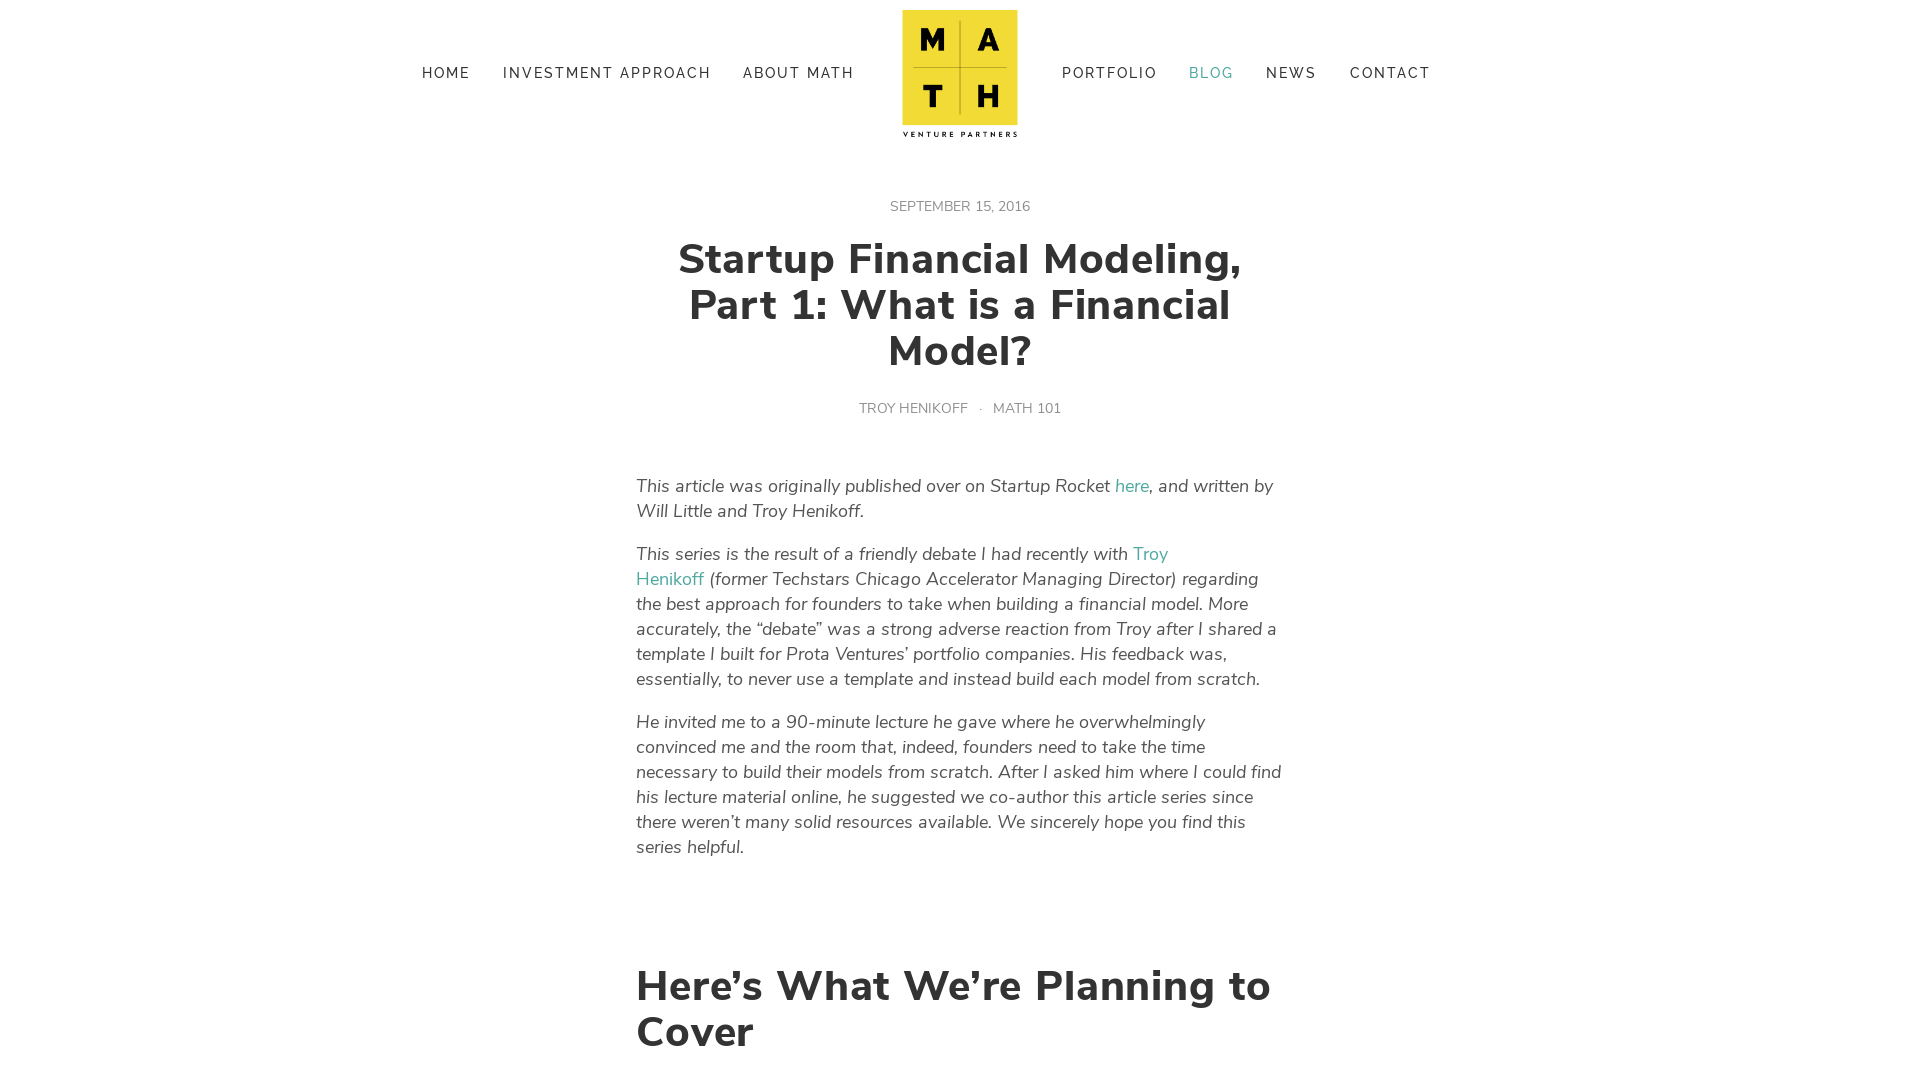 HOME INVESTMENT APPROACH ABOUT MATH
M A
T H
VENTURE PARTNERS
PORTFOLIO BLOG NEWS CONTACT
SEPTEMBER 15, 2016
Startup Financial Modeling,
Part 1: What is a Financial
Model?
TROY HENIKOFF · MATH 101
This article was originally published over on Startup Rocket here, and written by
Will Little and Troy Henikoff.
This series is the result of a friendly debate I had recently with Troy
Henikoff (former Techstars Chicago Accelerator Managing Director) regarding
the best approach for founders to take when building a financial model. More
accurately, the “debate” was a strong adverse reaction from Troy after I shared a
template I built for Prota Ventures’ portfolio companies. His feedback was,
essentially, to never use a template and instead build each model from scratch.
He invited me to a 90-minute lecture he gave where he overwhelmingly
convinced me and the room that, indeed, founders need to take the time
necessary to build their models from scratch. After I asked him where I could find
his lecture material online, he suggested we co-author this article series since
there weren’t many solid resources available. We sincerely hope you find this
series helpful.
Here’s What We’re Planning to
Cover